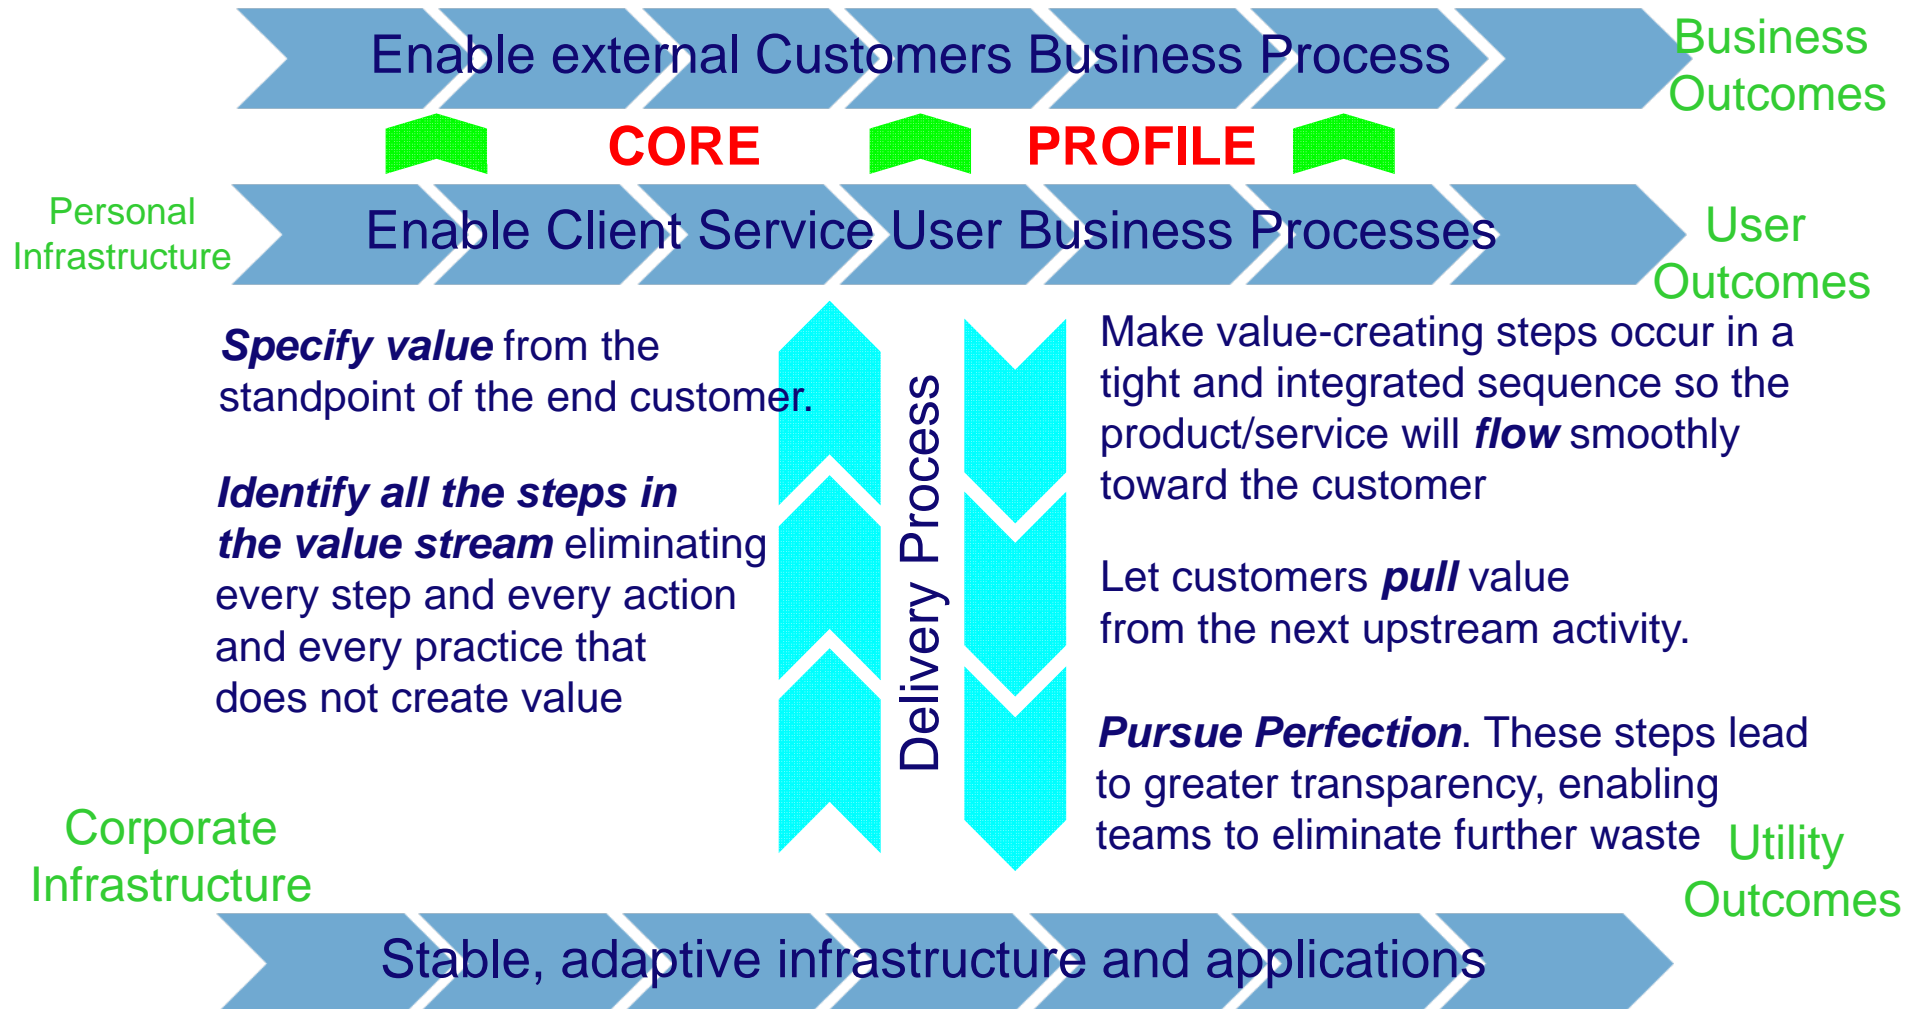 Enable external Customers Business Process
Business
Outcomes
CORE
PROFILE
Personal
Infrastructure
Enable Client Service User Business Processes
User
Outcomes
Specify value from the
standpoint of the end customer.
Identify all the steps in
the value stream eliminating
every step and every action
and every practice that
does not create value
Delivery Process
Make value-creating steps occur in a
tight and integrated sequence so the
product/service will flow smoothly
toward the customer
Let customers pull value
from the next upstream activity.
Pursue Perfection. These steps lead
to greater transparency, enabling
teams to eliminate further waste
Corporate
Infrastructure
Utility
Outcomes
Stable, adaptive infrastructure and applications